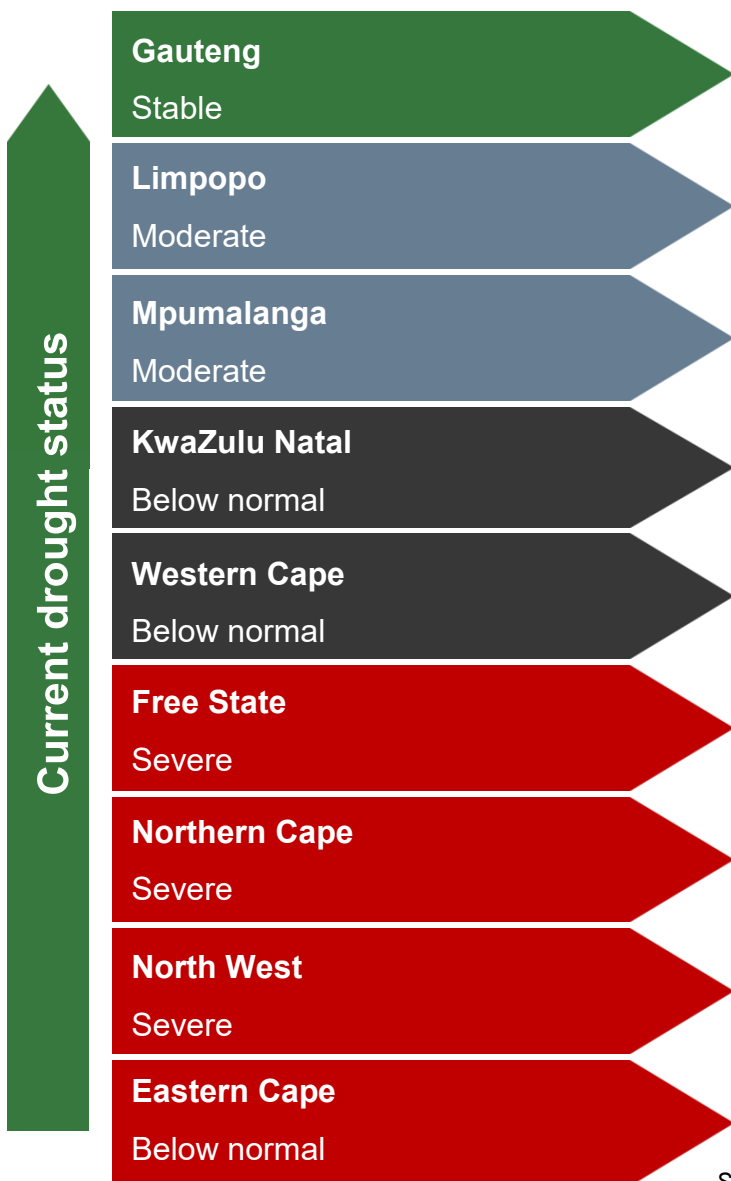 Current drought status
Gauteng
Stable
Limpopo
Moderate
Mpumalanga
Moderate
KwaZulu Natal
Below normal
Western Cape
Below normal
Free State
Severe
Northern Cape
Severe
North West
Severe
Eastern Cape
Below normal